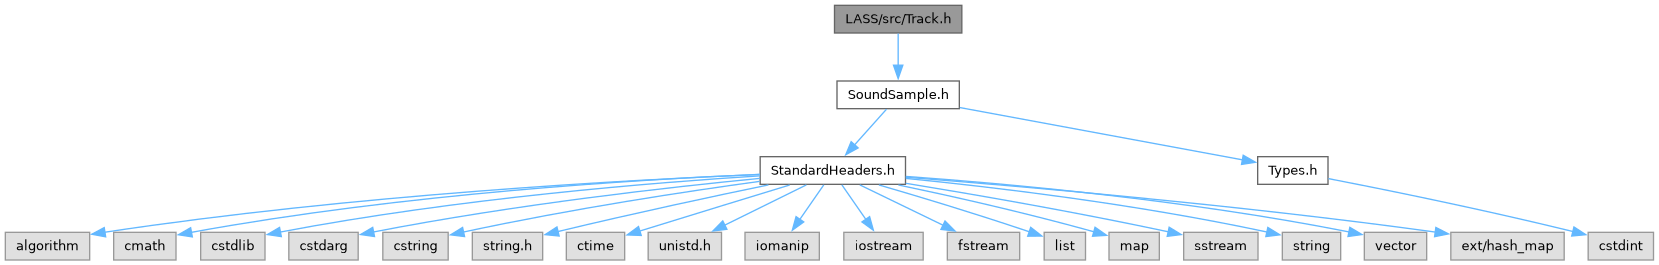 LASS/src/Track.h
SoundSample.h
StandardHeaders.h
Types.h
algorithm
cmath
cstdlib
cstdarg
cstring
string.h
ctime
unistd.h
iomanip
iostream
fstream
list
map
sstream
string
vector
ext/hash_map
cstdint